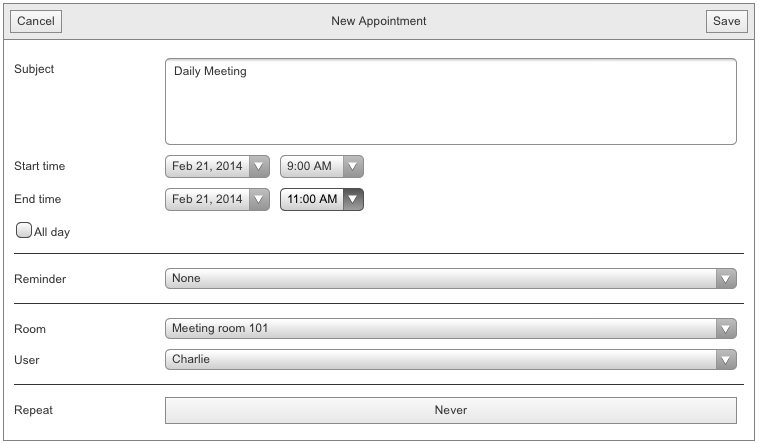 Cancel New Appointment Save
Subject Daily Meeting
Start time Feb 21, 2014 9:00 AM
End time Feb 21, 2014 11:00 AM
All day
Reminder None
Room Meeting room 101
User Charlie
Repeat Never